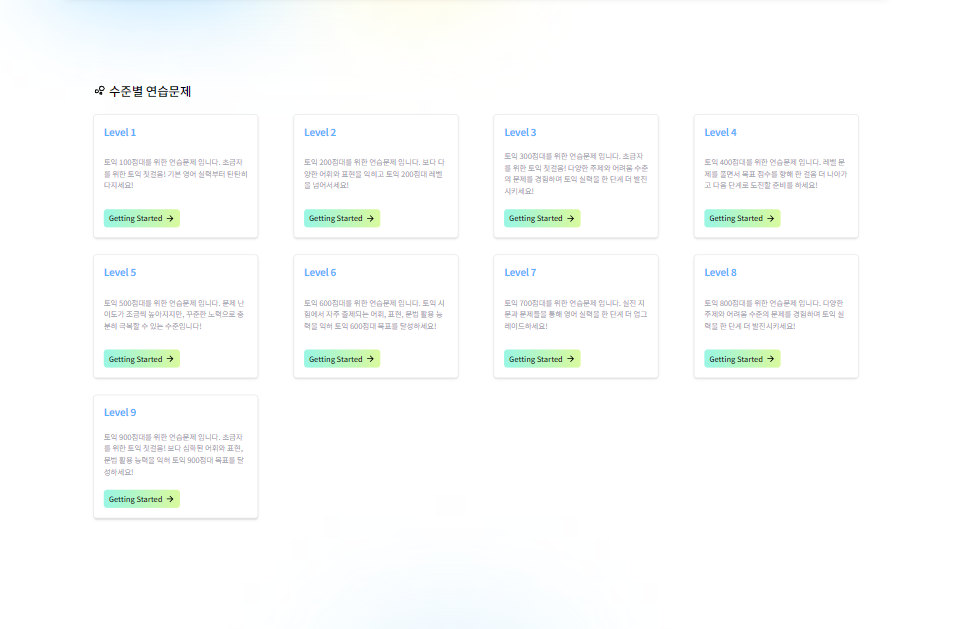 수준별 연습문제
Level 1
토익 100점대를 위한 연습문제 입니다. 초급자
를 위한 토익 첫걸음! 기본 영어 실력부터 탄탄히
다지세요!
Getting Started →
Level 2
토익 200점대를 위한 연습문제 입니다. 보다 다
양한 어휘와 표현을 익히고 토익 200점대 레벨
을 넘어서세요!
Getting Started →
Level 3
토익 300점대를 위한 연습문제 입니다. 초급자
를 위한 토익 첫걸음! 다양한 주제와 어려움 수준
의 문제를 경험하며 토익 실력을 한 단계 더 발전
시키세요!
Getting Started →
Level 4
토익 400점대를 위한 연습문제 입니다. 레벨 문
제를 풀면서 목표 점수를 향해 한 걸음 더 나아가
고 다음 단계로 도전할 준비를 하세요!
Getting Started →
Level 5
토익 500점대를 위한 연습문제 입니다. 문제 난
이도가 조금씩 높아지지만, 꾸준한 노력으로 충
분히 극복할 수 있는 수준입니다!
Getting Started →
Level 6
토익 600점대를 위한 연습문제 입니다. 토익 시
험에서 자주 출제되는 어휘, 표현, 문법 활용 능
력을 익혀 토익 600점대 목표를 달성하세요!
Getting Started →
Level 7
토익 700점대를 위한 연습문제 입니다. 실전 지
문과 문제들을 통해 영어 실력을 한 단계 더 업그
레이드하세요!
Getting Started →
Level 8
토익 800점대를 위한 연습문제 입니다. 다양한
주제와 어려움 수준의 문제를 경험하며 토익 실
력을 한 단계 더 발전시키세요!
Getting Started →
Level 9
토익 900점대를 위한 연습문제 입니다. 초급자
를 위한 토익 첫걸음! 보다 심화된 어휘와 표현,
문법 활용 능력을 익혀 토익 900점대 목표를 달
성하세요!
Getting Started →